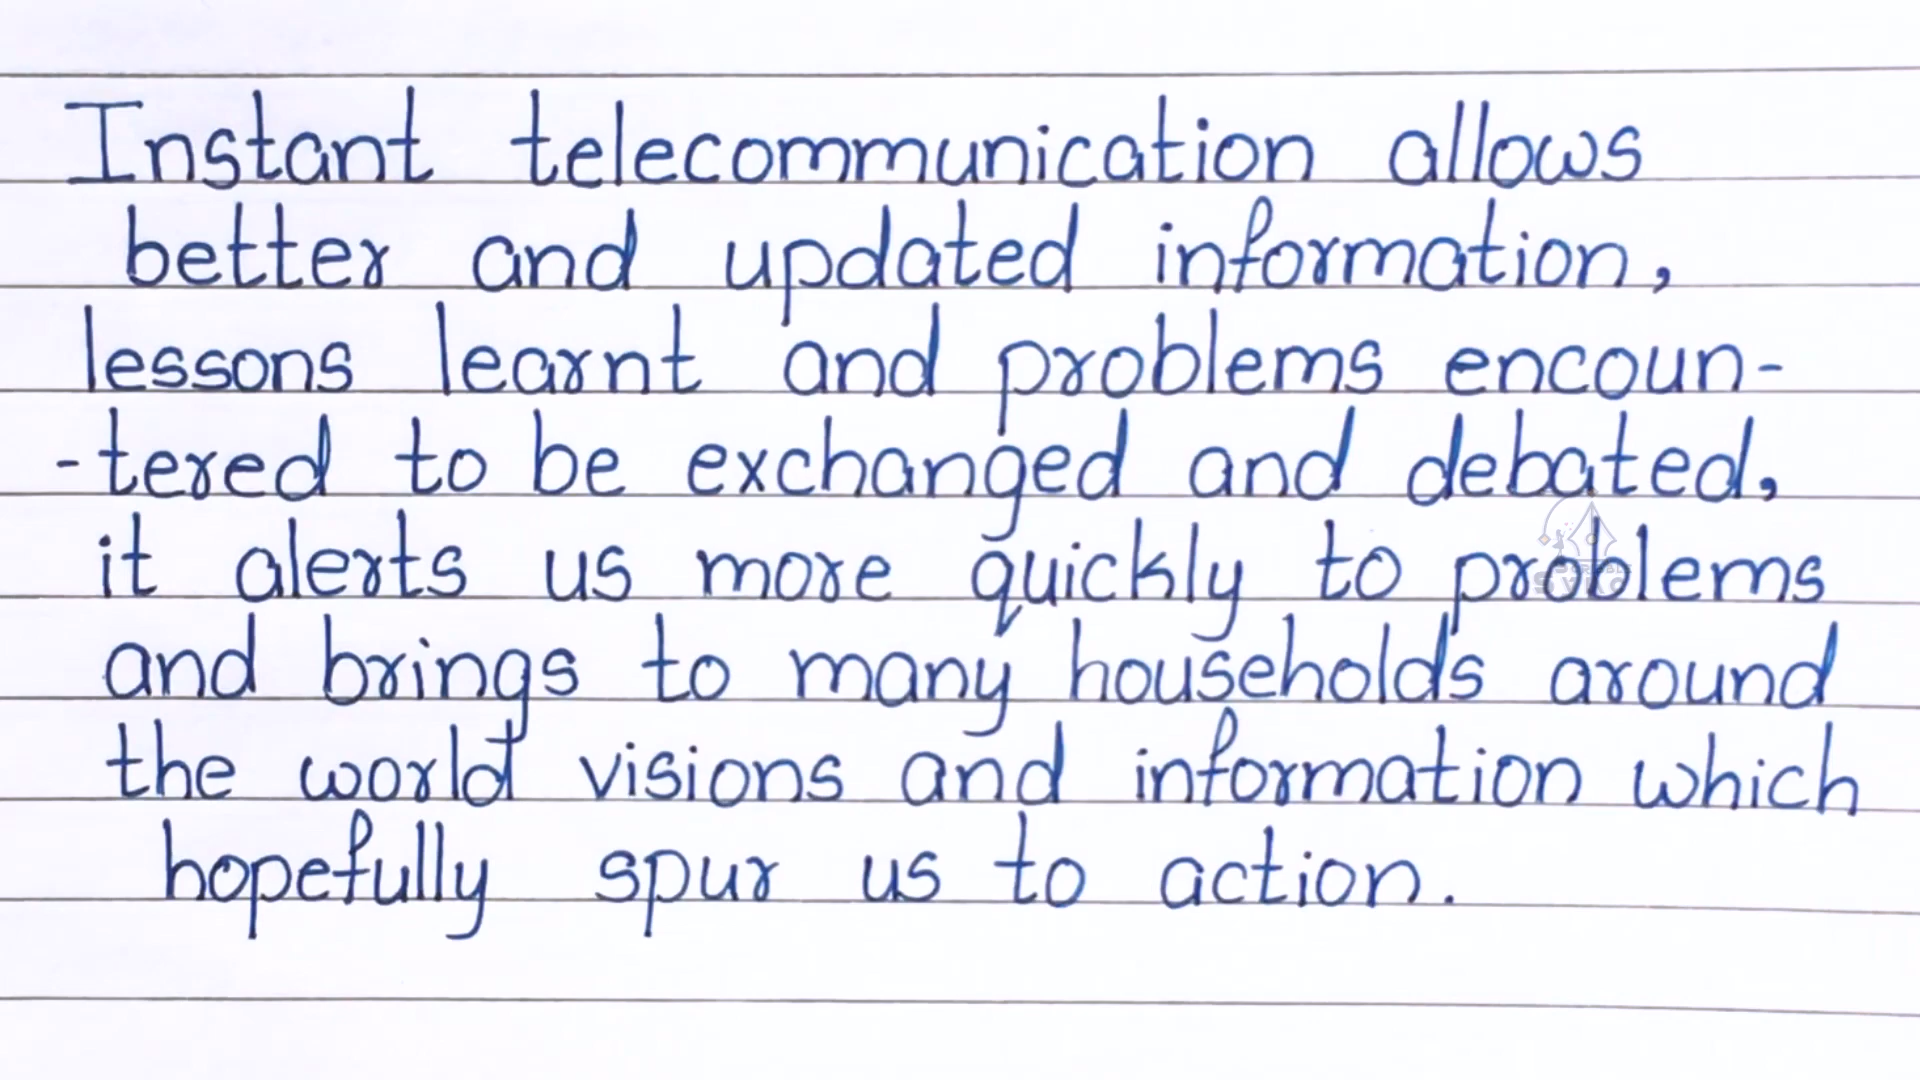 Instant telecommunication allows
better and updated information,
lessons learnt and problems encoun-
-tered to be exchanged and debated,
it alerts us more quickly to problems
and brings to many households around
the world visions and information which
hopefully spur us to action.